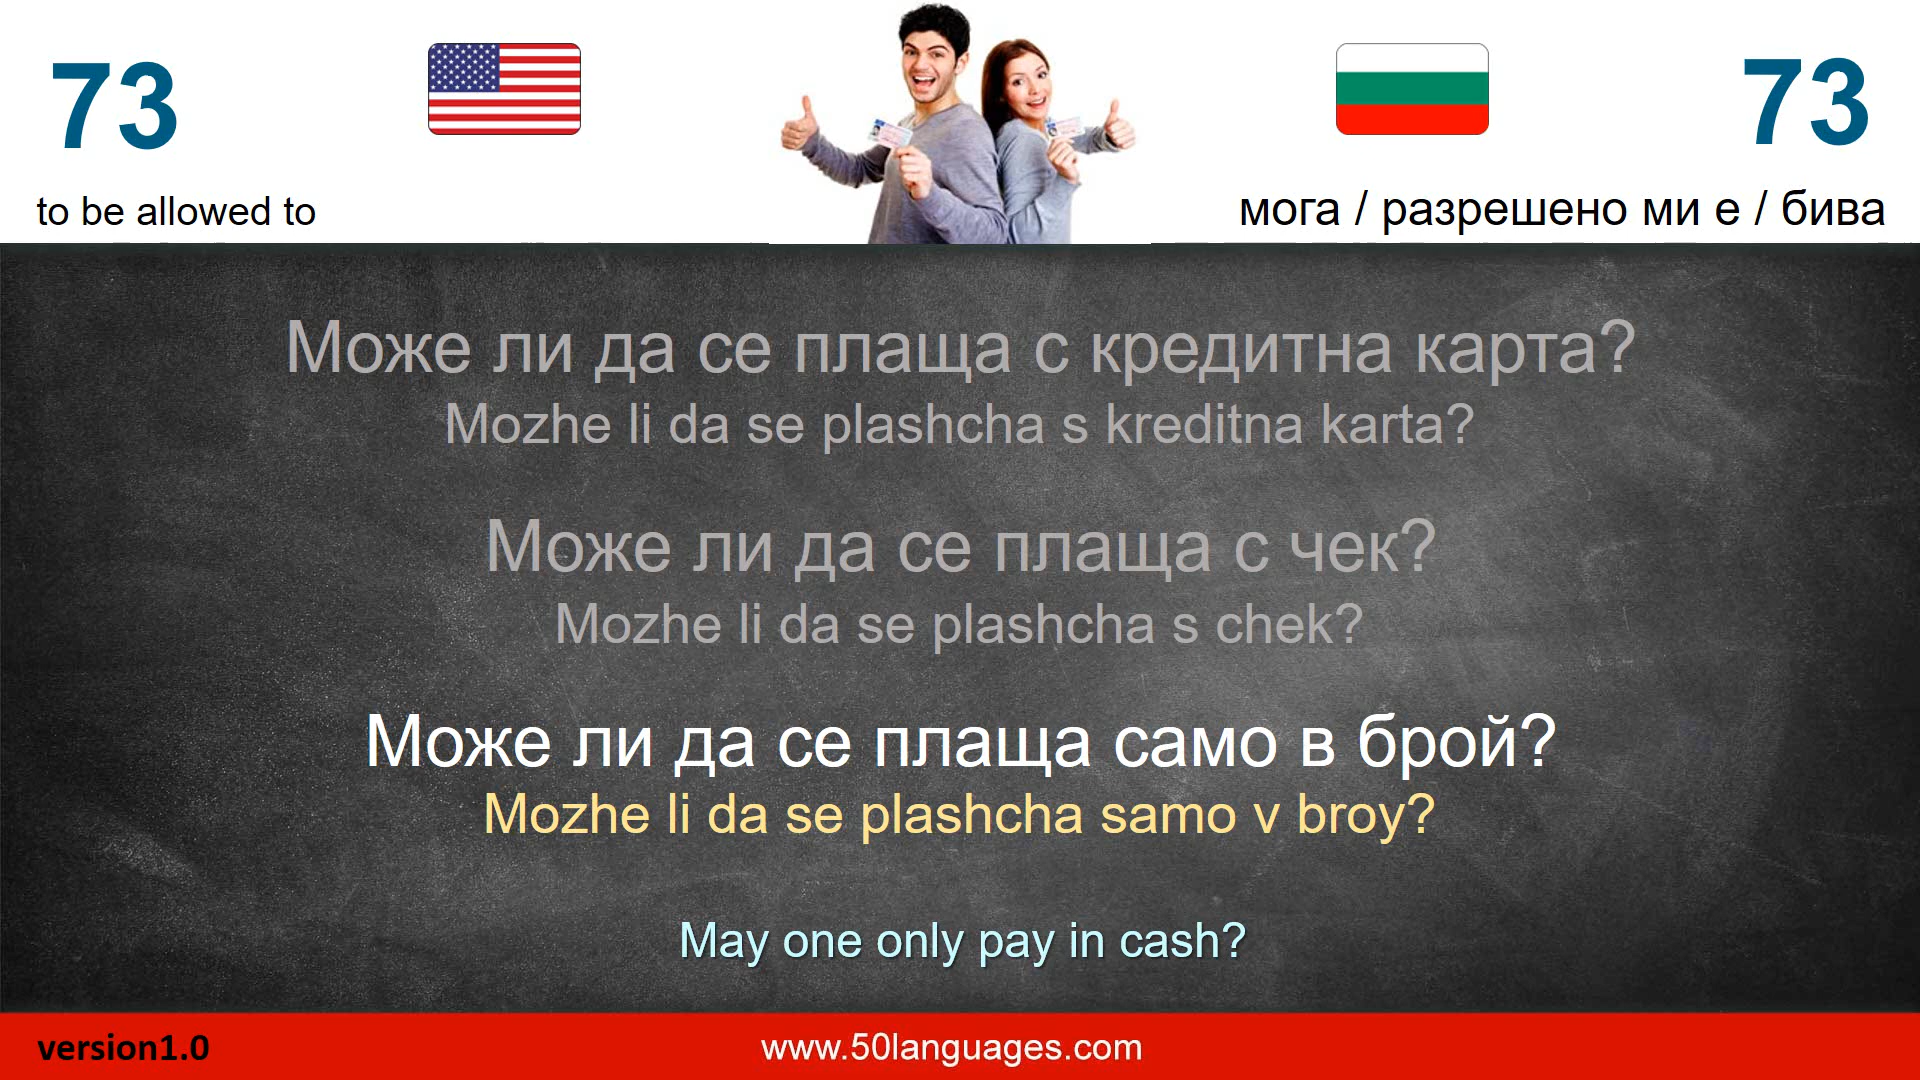 73
73
to be allowed to
мога / разрешено ми е / бива
Може ли да се плаща с кредитна карта?
Mozhe li da se plashcha s kreditna karta?
Може ли да се плаща с чек?
Mozhe li da se plashcha s chek?
Може ли да се плаща само в брой?
Mozhe li da se plashcha samo v broy?
May one only pay in cash?
version1.0
www.50languages.com